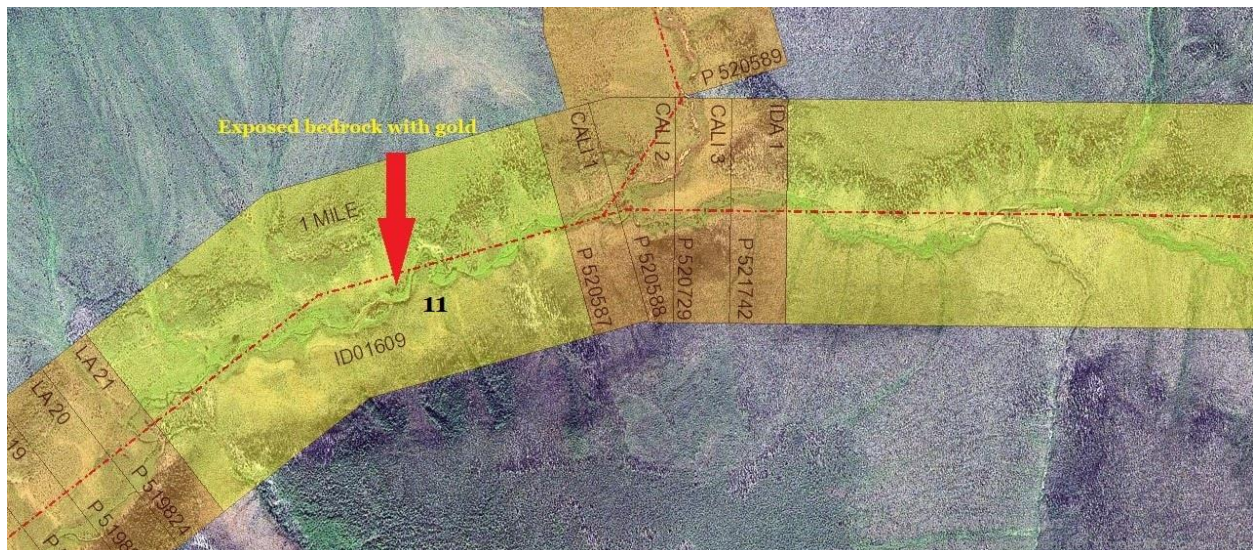 P 520589
Exposed bedrock with gold
CALI 1
CALI 2
CALI 3
IDA 1
1 MILE
11
P 520587
P 520588
P 520729
P 521742
ID01609
LA 21
LA 20
19
P 519824